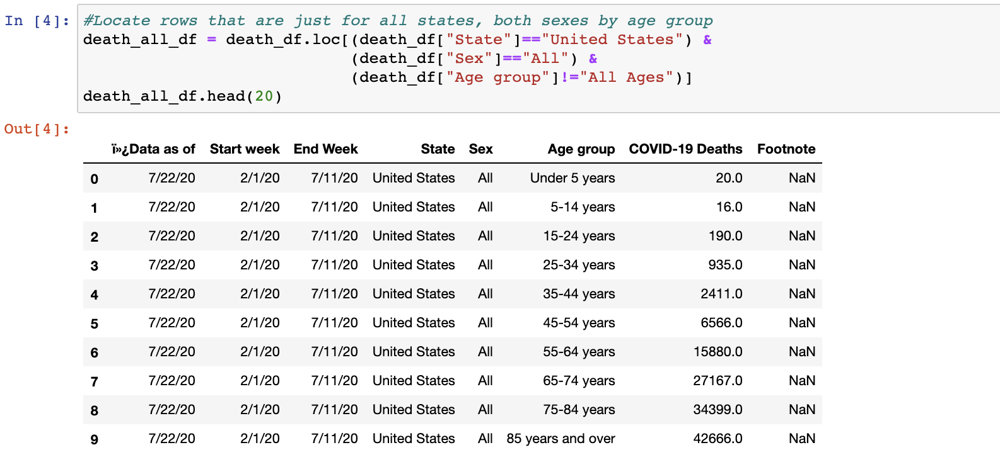 In [4]: #Locate rows that are just for all states, both sexes by age group
death_all_df = death_df.loc[(death_df["State"]=="United States") &
(death_df["Sex"]=="All") &
(death_df["Age group"]!="All Ages")]
death_all_df.head(20)
Out[4]:
ï»¿Data as of Start week End Week State Sex Age group COVID-19 Deaths Footnote
0 7/22/20 2/1/20 7/11/20 United States All Under 5 years 20.0 NaN
1 7/22/20 2/1/20 7/11/20 United States All 5-14 years 16.0 NaN
2 7/22/20 2/1/20 7/11/20 United States All 15-24 years 190.0 NaN
3 7/22/20 2/1/20 7/11/20 United States All 25-34 years 935.0 NaN
4 7/22/20 2/1/20 7/11/20 United States All 35-44 years 2411.0 NaN
5 7/22/20 2/1/20 7/11/20 United States All 45-54 years 6566.0 NaN
6 7/22/20 2/1/20 7/11/20 United States All 55-64 years 15880.0 NaN
7 7/22/20 2/1/20 7/11/20 United States All 65-74 years 27167.0 NaN
8 7/22/20 2/1/20 7/11/20 United States All 75-84 years 34399.0 NaN
9 7/22/20 2/1/20 7/11/20 United States All 85 years and over 42666.0 NaN